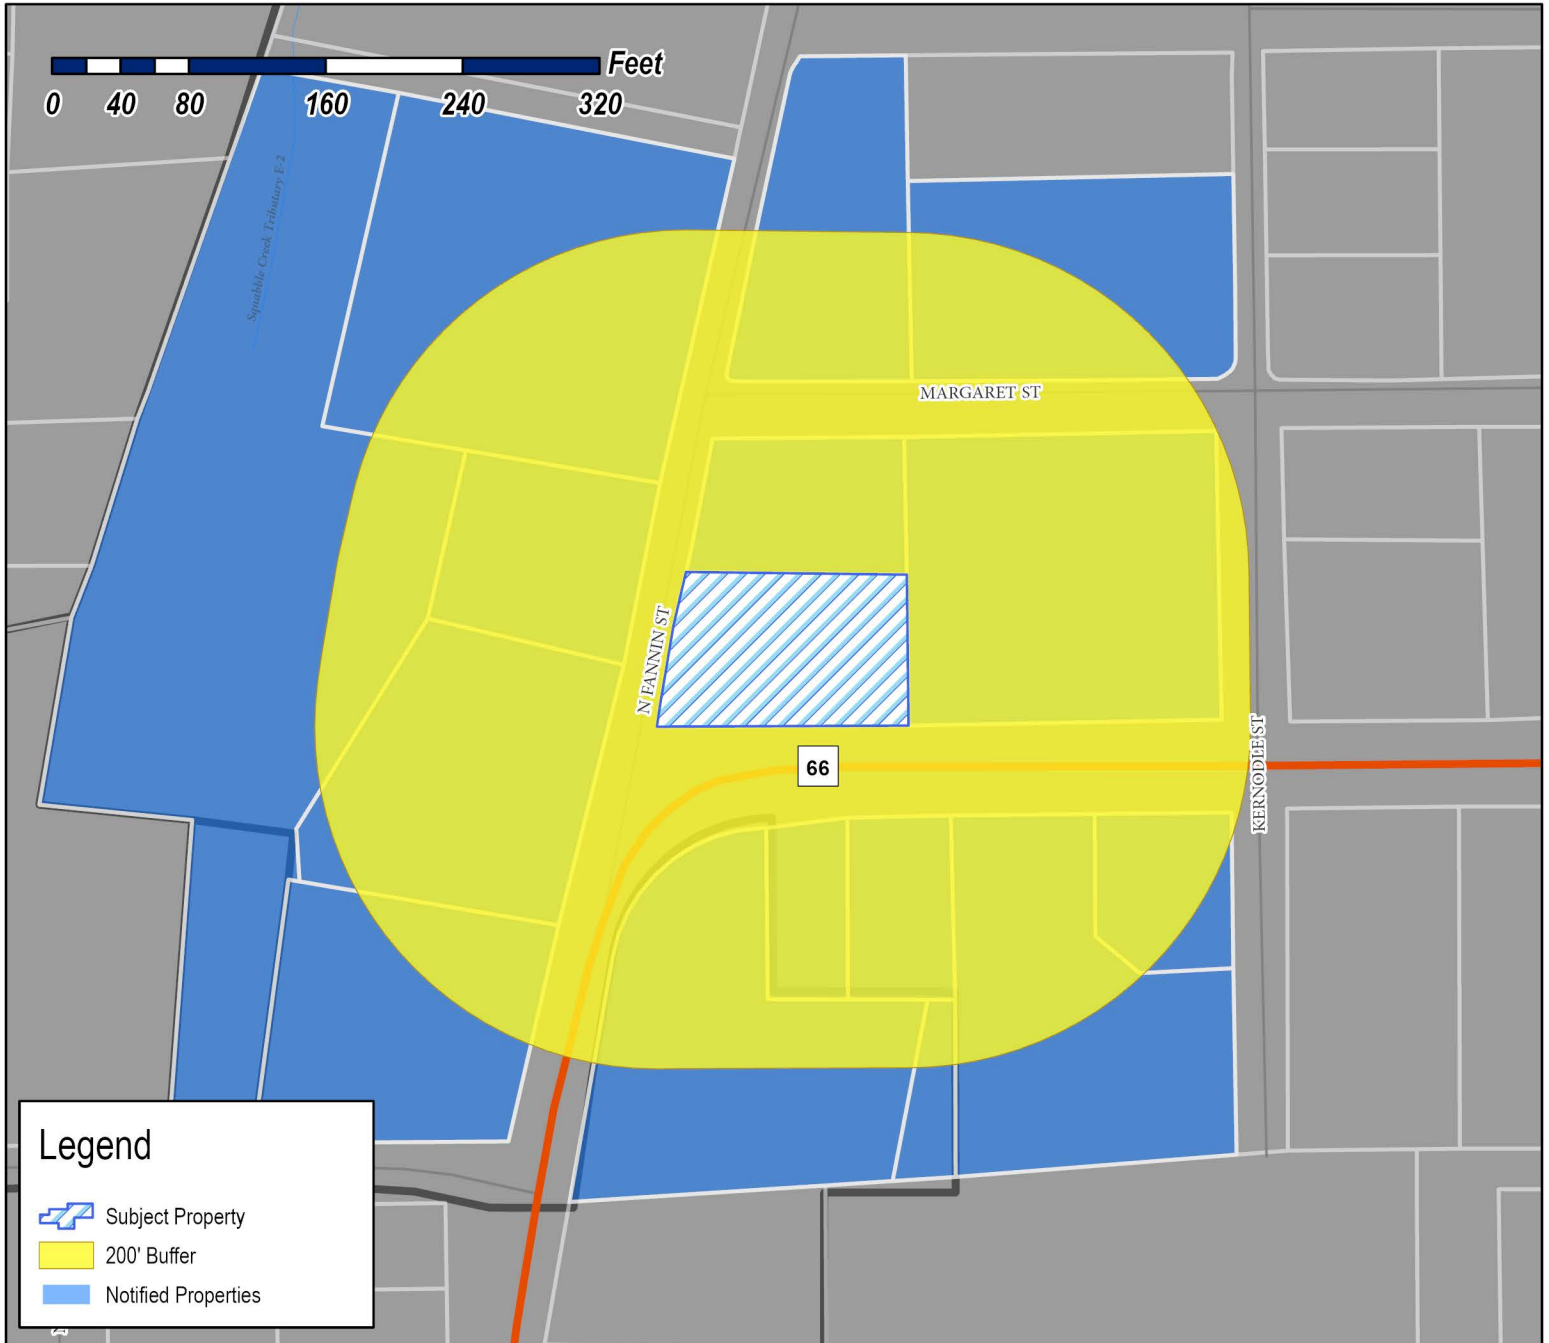 Feet
0 40 80 160 240 320
Squabble Creek Tributary E-2
MARGARET ST
N FANNIN ST
66
KERNODLE ST
Legend
Subject Property
200' Buffer
Notified Properties